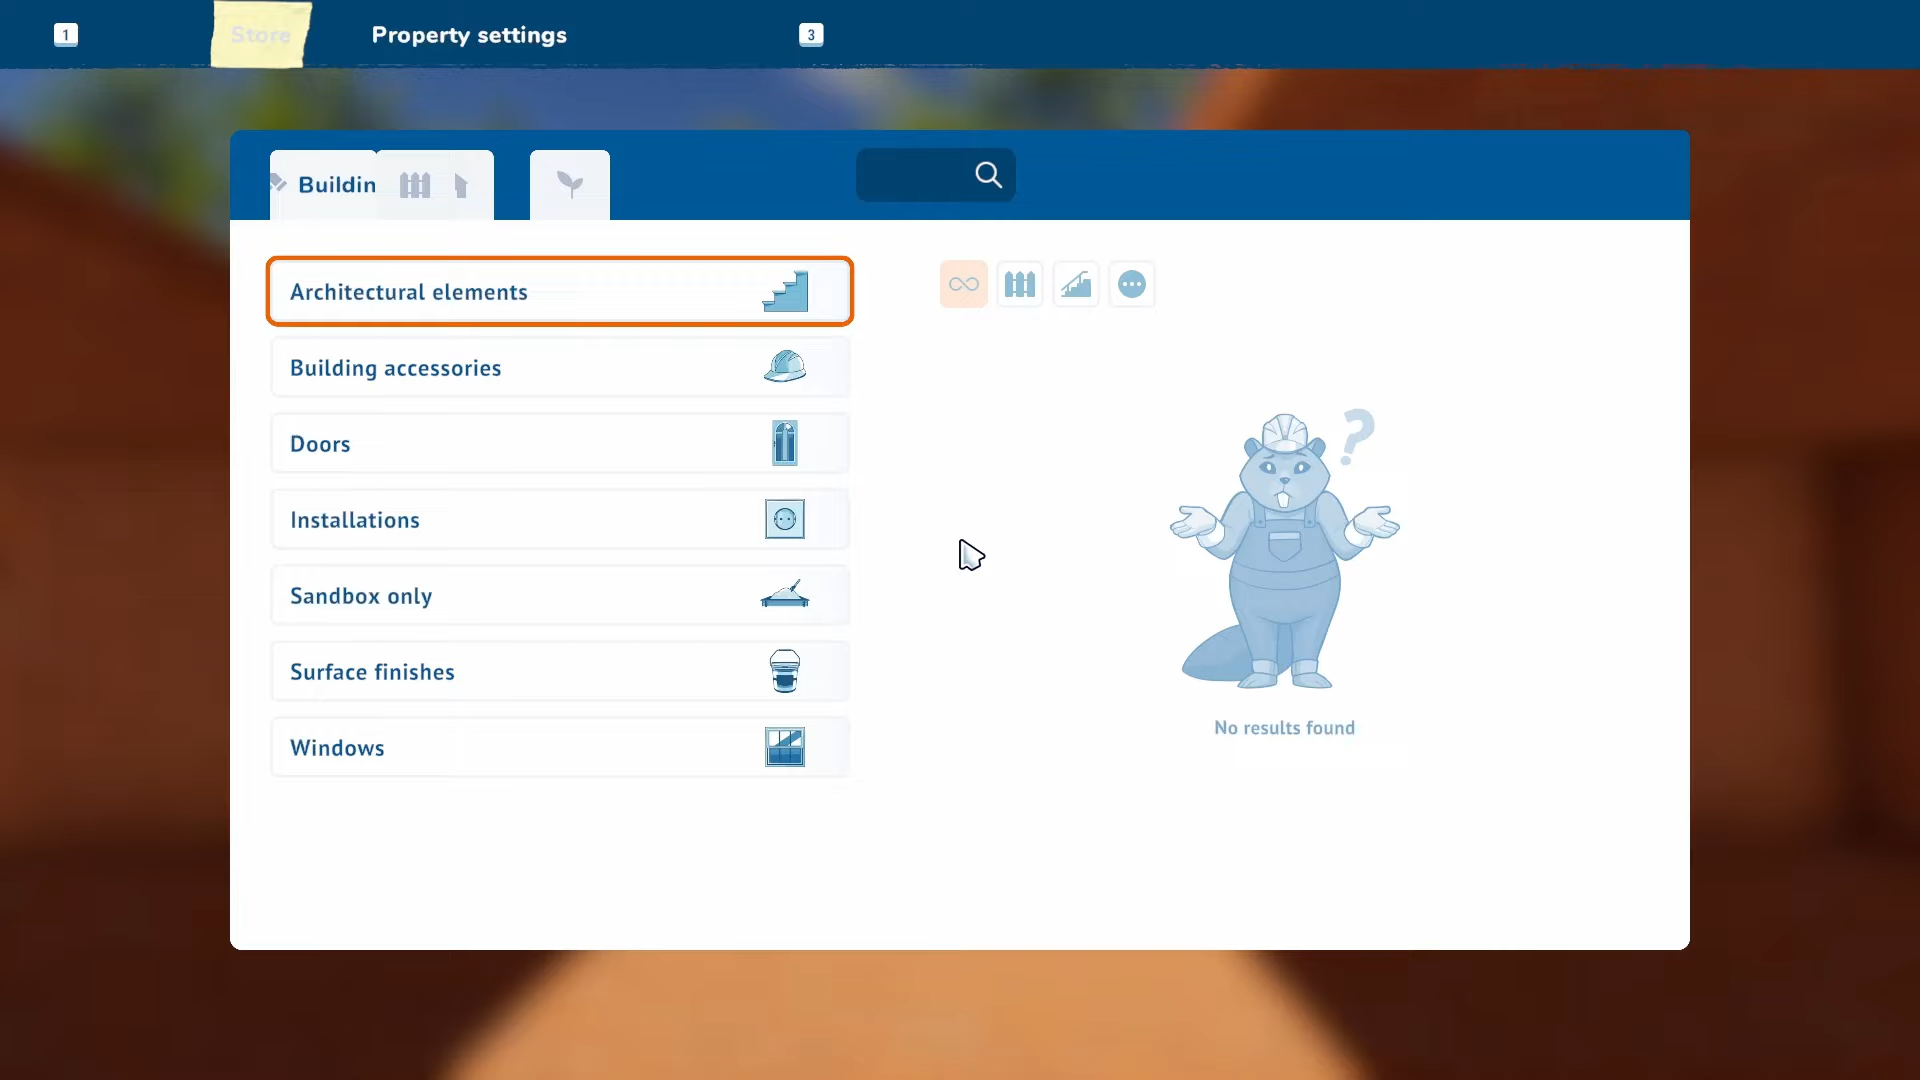 1
Store
Property settings
3
Buildin
Architectural elements
Building accessories
Doors
Installations
Sandbox only
Surface finishes
Windows
?
No results found